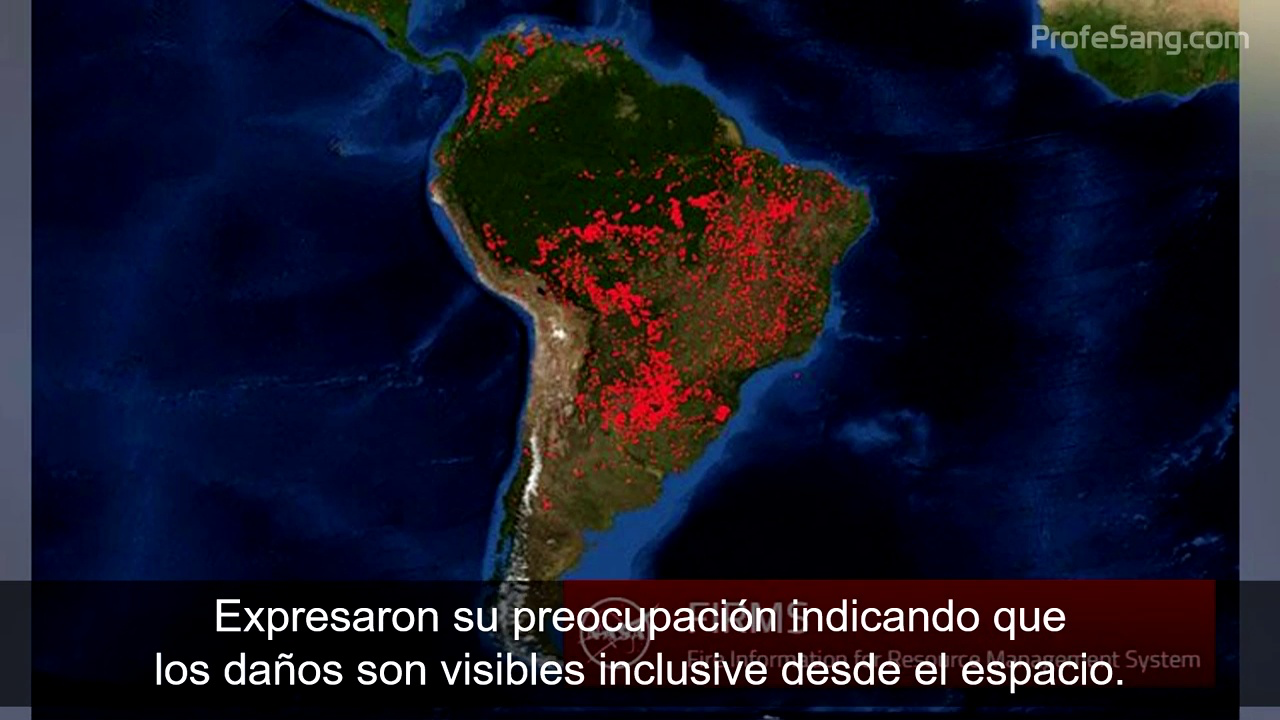 ProfeSang.com
FIRMS
Fire Information for Resource Management System
Expresaron su preocupación indicando que
los daños son visibles inclusive desde el espacio.